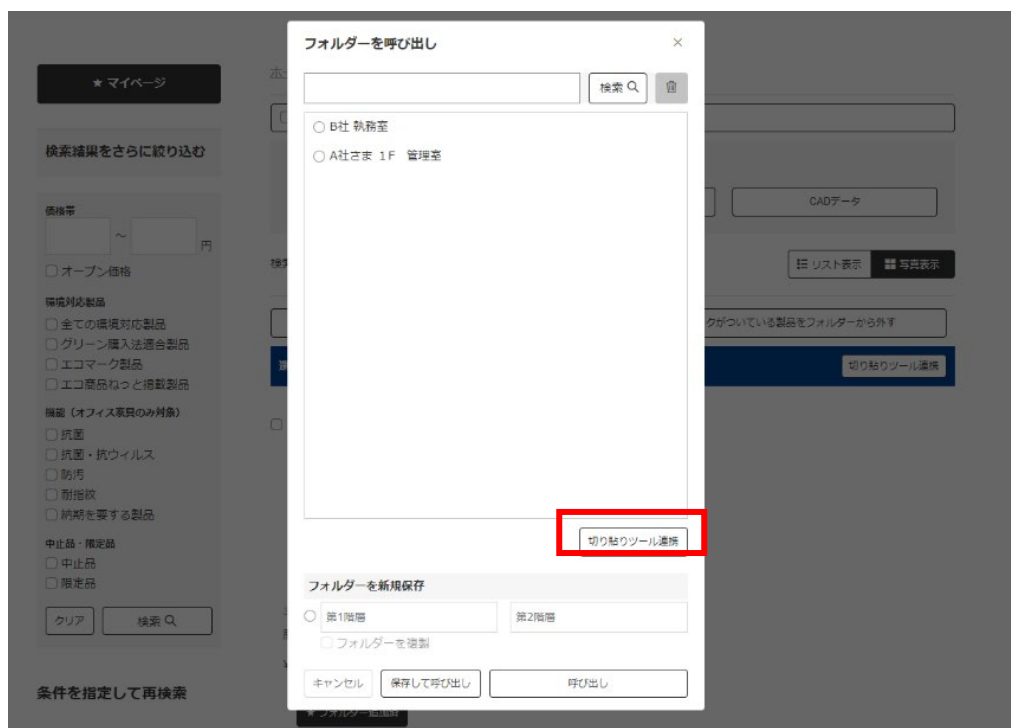 フォルダーを呼び出し
×
検索
B社 執務室
A社さま 1F 管理室
切り貼りツール連携
フォルダーを新規保存
第1階層
第2階層
フォルダーを複製
キャンセル
保存して呼び出し
呼び出し
★ マイページ
検索結果をさらに絞り込む
価格帯
~
円
オープン価格
環境対応製品
全ての環境対応製品
グリーン購入法適合製品
エコマーク製品
エコ商品ねっと掲載製品
機能（オフィス家具のみ対象）
抗菌
抗菌・抗ウィルス
防汚
耐指紋
納期を要する製品
中止品・限定品
中止品
限定品
クリア
検索
条件を指定して再検索
CADデータ
リスト表示
写真表示
クがついている製品をフォルダーから外す
切り貼りツール連携
★ フォルダー追加済